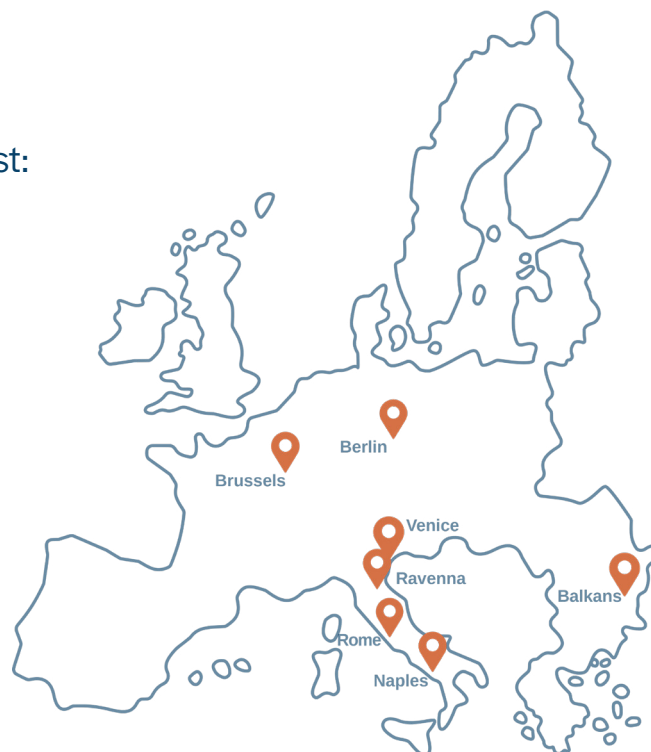 st:
Berlin
Brussels
Venice
Ravenna
Balkans
Rome
Naples